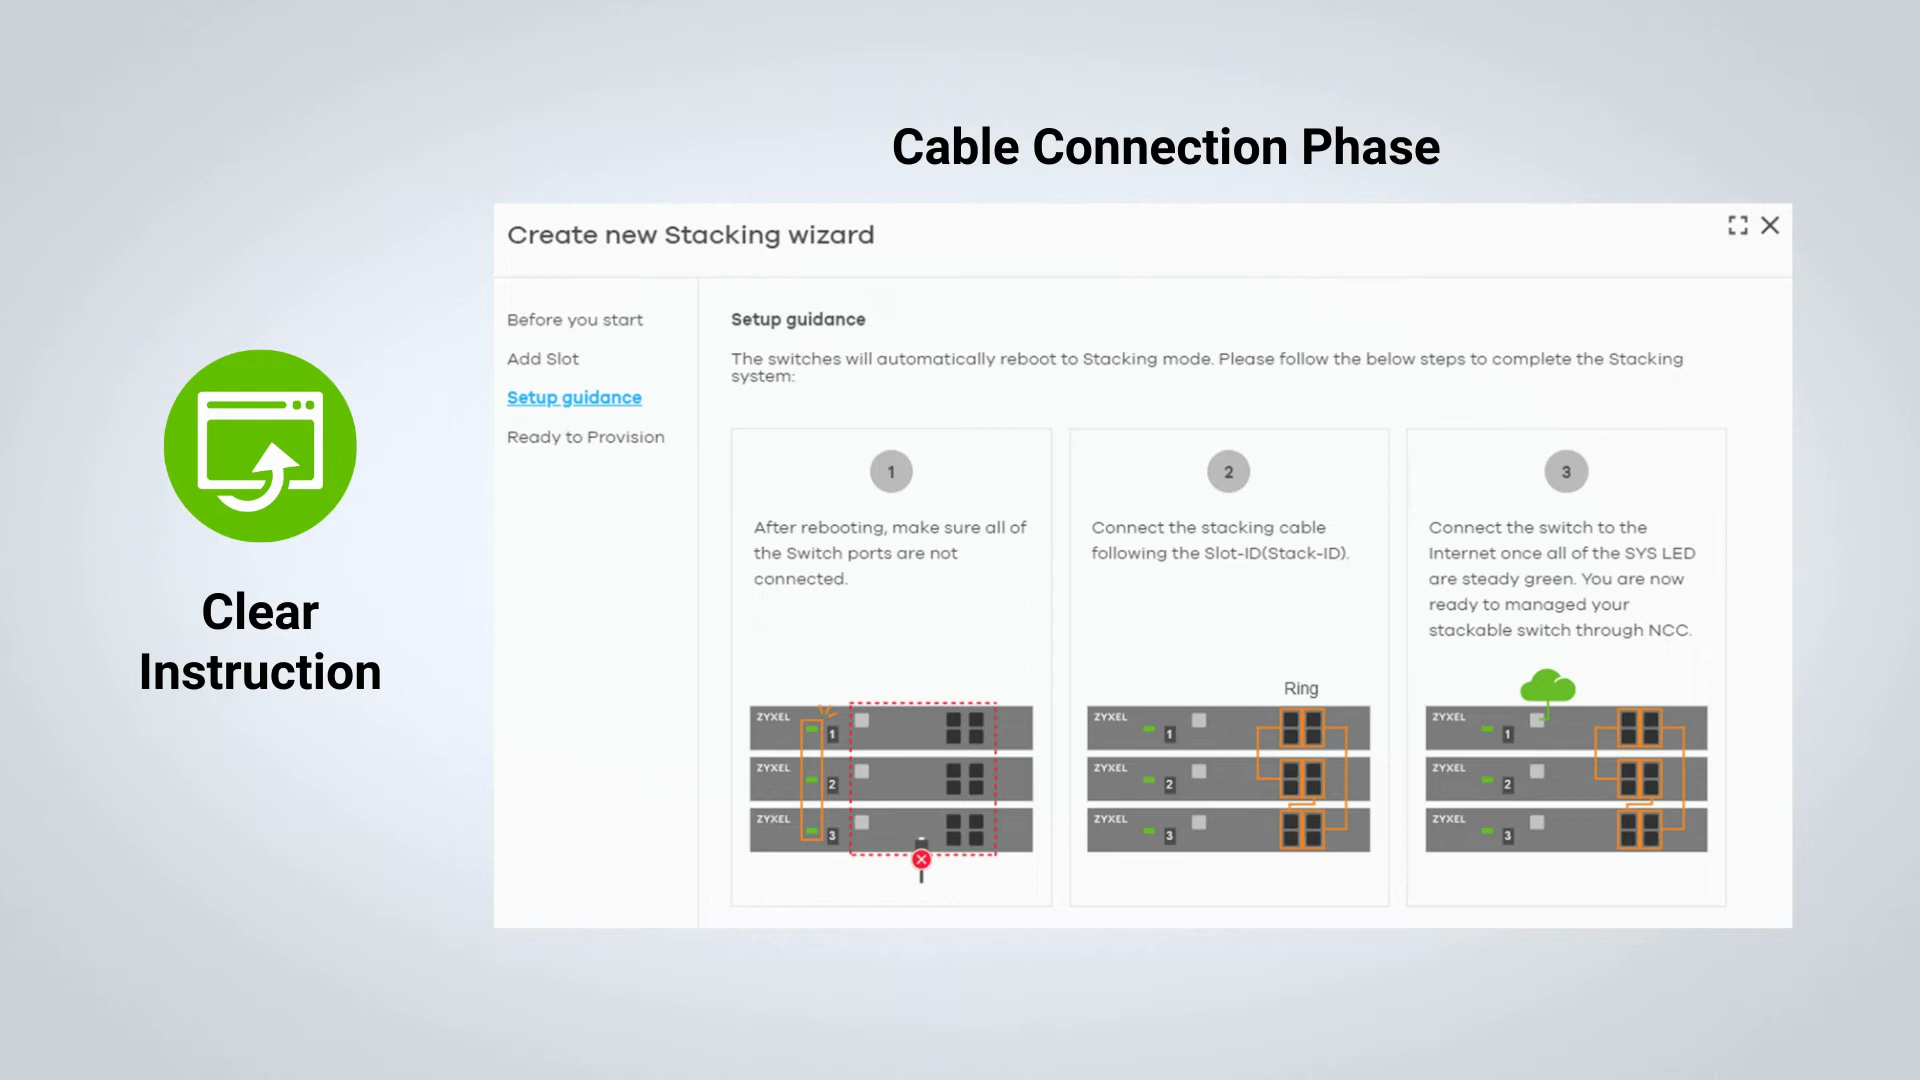 Cable Connection Phase
Create new Stacking wizard
Before you start
Add Slot
Setup guidance
Ready to Provision
Setup guidance
The switches will automatically reboot to Stacking mode. Please follow the below steps to complete the Stacking
system:
1
After rebooting, make sure all of
the Switch ports are not
connected.
ZYXEL
1
ZYXEL
2
ZYXEL
3
2
Connect the stacking cable
following the Slot-ID(Stack-ID).
Ring
ZYXEL
1
ZYXEL
2
ZYXEL
3
3
Connect the switch to the
Internet once all of the SYS LED
are steady green. You are now
ready to managed your
stackable switch through NCC.
ZYXEL
1
ZYXEL
2
ZYXEL
3
Clear
Instruction